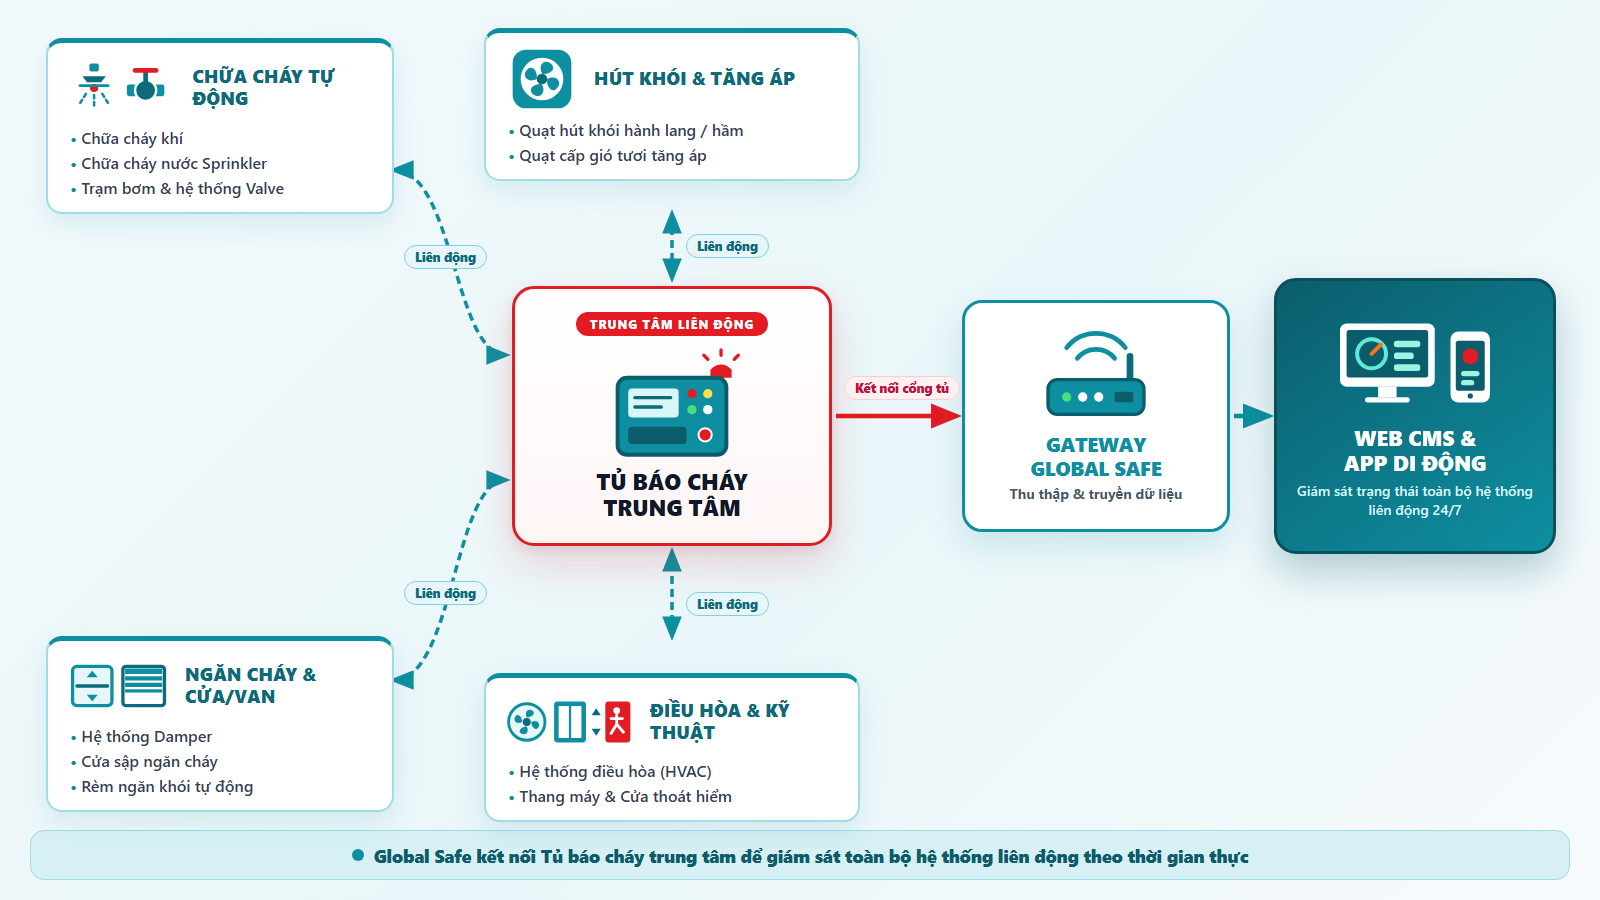 CHỮA CHÁY TỰ
ĐỘNG
• Chữa cháy khí
• Chữa cháy nước Sprinkler
• Trạm bơm & hệ thống Valve
HÚT KHÓI & TĂNG ÁP
• Quạt hút khói hành lang / hầm
• Quạt cấp gió tươi tăng áp
Liên động
Liên động
TRUNG TÂM LIÊN ĐỘNG
TỦ BÁO CHÁY
TRUNG TÂM
Kết nối cổng tủ
GATEWAY
GLOBAL SAFE
Thu thập & truyền dữ liệu
WEB CMS &
APP DI ĐỘNG
Giám sát trạng thái toàn bộ hệ thống
liên động 24/7
Liên động
Liên động
NGĂN CHÁY &
CỬA/VAN
• Hệ thống Damper
• Cửa sập ngăn cháy
• Rèm ngăn khói tự động
ĐIỀU HÒA & KỸ
THUẬT
• Hệ thống điều hòa (HVAC)
• Thang máy & Cửa thoát hiểm
Global Safe kết nối Tủ báo cháy trung tâm để giám sát toàn bộ hệ thống liên động theo thời gian thực